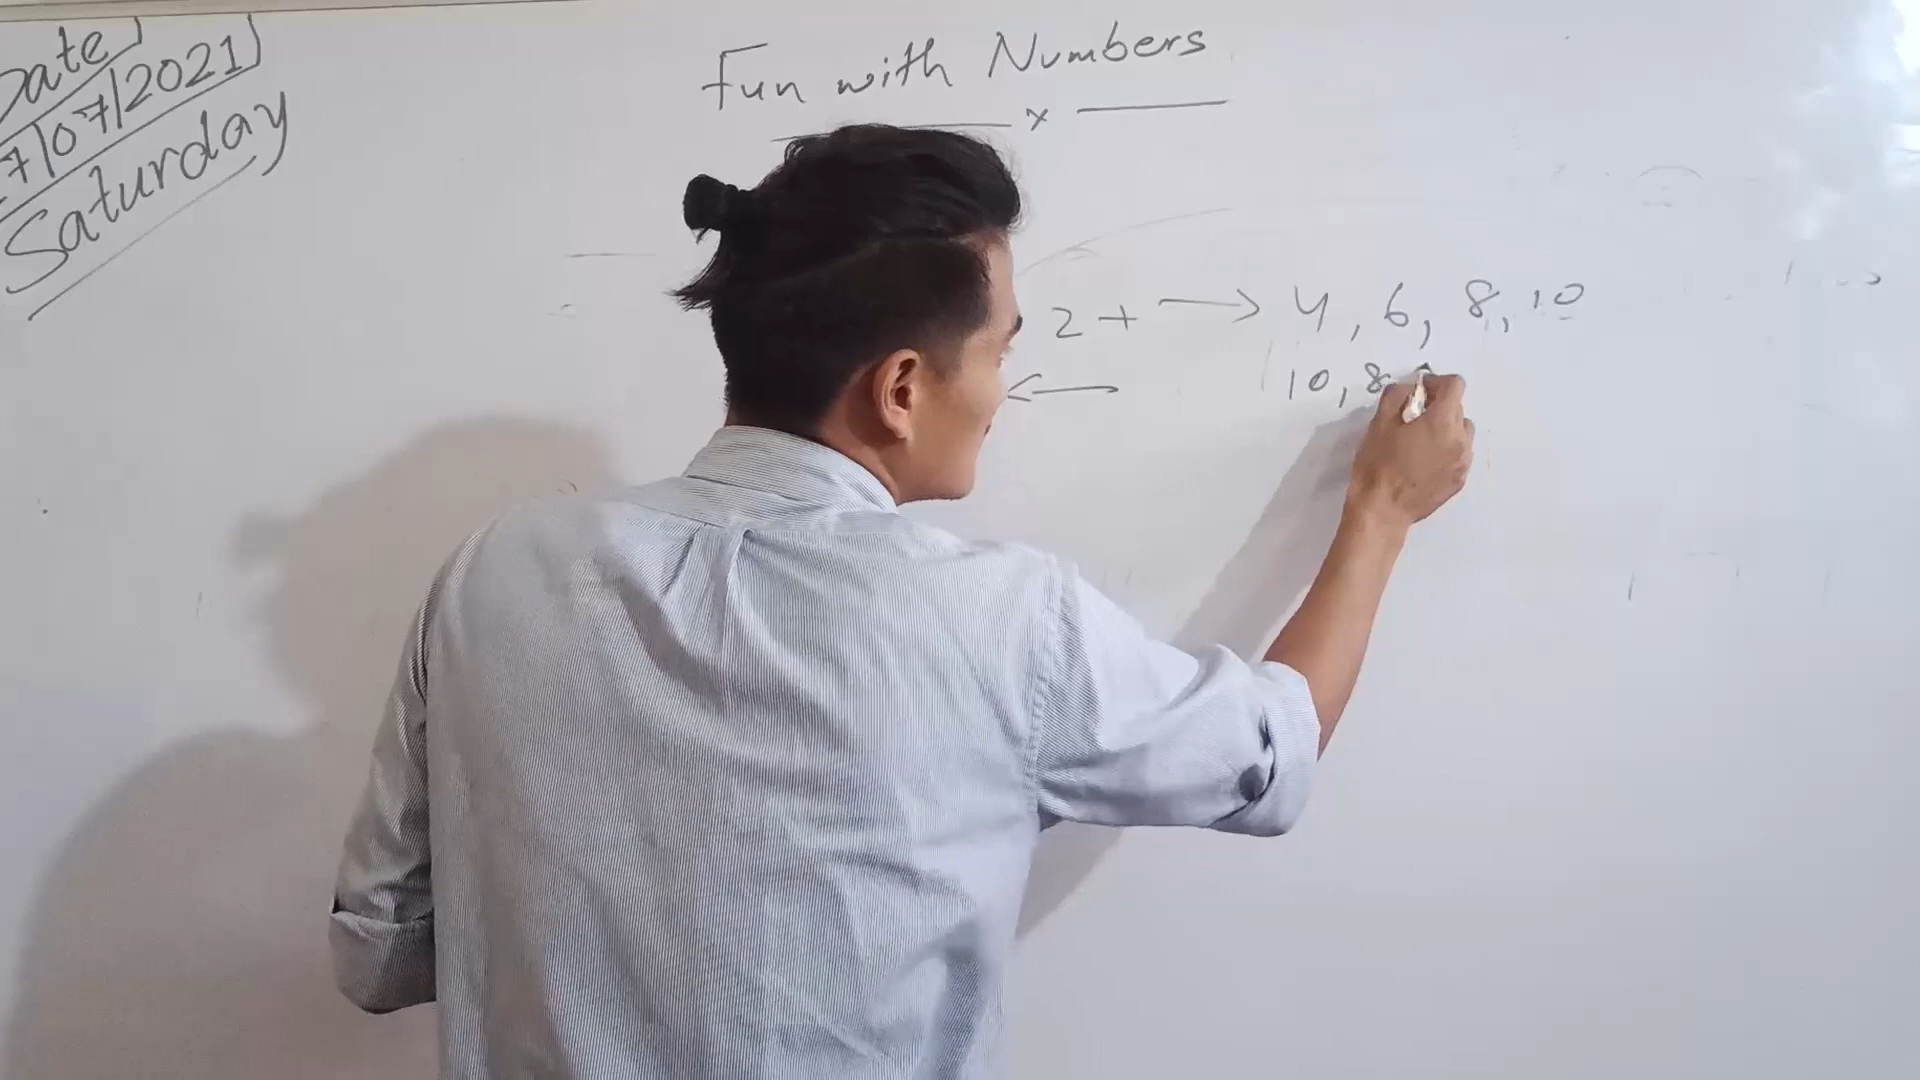 Date
7/07/2021
Saturday
Fun with Numbers
x
2 + → 4, 6, 8, 10
← 10, 8